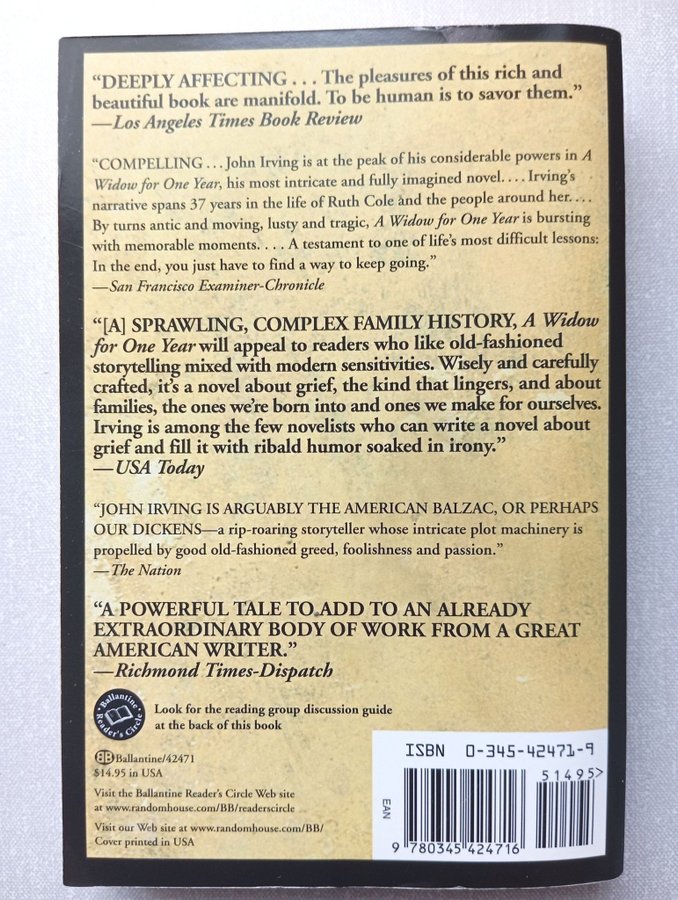 “DEEPLY AFFECTING . . . The pleasures of this rich and
beautiful book are manifold. To be human is to savor them.”
—Los Angeles Times Book Review
“COMPELLING . . . John Irving is at the peak of his considerable powers in A
Widow for One Year, his most intricate and fully imagined novel. . . . Irving’s
narrative spans 37 years in the life of Ruth Cole and the people around her. . . .
By turns antic and moving, lusty and tragic, A Widow for One Year is bursting
with memorable moments. . . . A testament to one of life’s most difficult lessons:
In the end, you just have to find a way to keep going.”
—San Francisco Examiner-Chronicle
“[A] SPRAWLING, COMPLEX FAMILY HISTORY, A Widow
for One Year will appeal to readers who like old-fashioned
storytelling mixed with modern sensitivities. Wisely and carefully
crafted, it’s a novel about grief, the kind that lingers, and about
families, the ones we’re born into and ones we make for ourselves.
Irving is among the few novelists who can write a novel about
grief and fill it with ribald humor soaked in irony.”
—USA Today
“JOHN IRVING IS ARGUABLY THE AMERICAN BALZAC, OR PERHAPS
OUR DICKENS—a rip-roaring storyteller whose intricate plot machinery is
propelled by good old-fashioned greed, foolishness and passion.”
—The Nation
“A POWERFUL TALE TO ADD TO AN ALREADY
EXTRAORDINARY BODY OF WORK FROM A GREAT
AMERICAN WRITER.”
—Richmond Times-Dispatch
• Ballantine •
Reader's Circle
Look for the reading group discussion guide
at the back of this book
BB Ballantine/42471
$14.95 in USA
Visit the Ballantine Reader's Circle Web site
at www.randomhouse.com/BB/readerscircle
Visit our Web site at www.randomhouse.com/BB/
Cover printed in USA
ISBN 0-345-42471-9
51495>
EAN
9 780345 424716